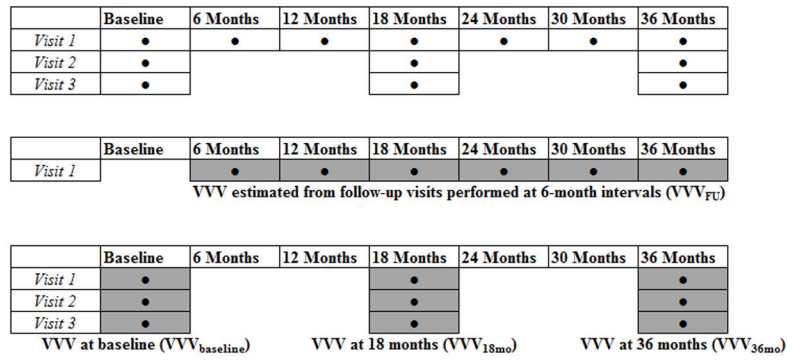 Baseline 6 Months 12 Months 18 Months 24 Months 30 Months 36 Months
Visit 1 ● ● ● ● ● ● ●
Visit 2 ● ● ●
Visit 3 ● ● ●
Baseline 6 Months 12 Months 18 Months 24 Months 30 Months 36 Months
Visit 1 ● ● ● ● ● ●
VVV estimated from follow-up visits performed at 6-month intervals (VVVFU)
Baseline 6 Months 12 Months 18 Months 24 Months 30 Months 36 Months
Visit 1 ● ● ●
Visit 2 ● ● ●
Visit 3 ● ● ●
VVV at baseline (VVVbaseline) VVV at 18 months (VVV18mo) VVV at 36 months (VVV36mo)